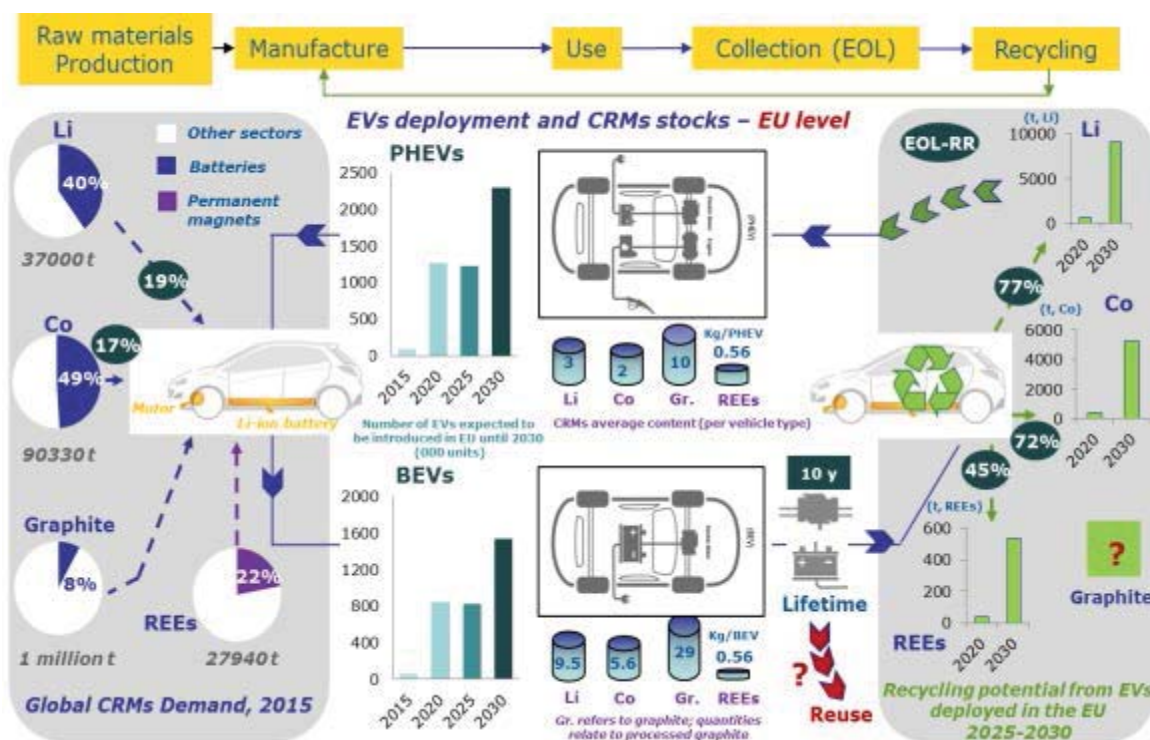 Raw materials
Production
Manufacture
Use
Collection (EOL)
Recycling
EVs deployment and CRMs stocks – EU level
Li
40%
37000 t
19%
Other sectors
Batteries
Permanent
magnets
Co
49%
17%
90330 t
Motor
Li-ion battery
Graphite
8%
1 million t
REEs
22%
27940 t
Global CRMs Demand, 2015
PHEVs
2500
2000
1500
1000
500
0
2015
2020
2025
2030
Number of EVs expected to
be introduced in EU until 2030
(000 units)
BEVs
2000
1600
1200
800
400
0
2015
2020
2025
2030
(PHEV)
Kg/PHEV
3
2
10
0.56
Li
Co
Gr.
REEs
CRMs average content (per vehicle type)
(BEV)
Kg/BEV
9.5
5.6
29
0.56
Li
Co
Gr.
REEs
Gr. refers to graphite; quantities
relate to processed graphite
10 y
Lifetime
?
Reuse
EOL-RR
(t, Li)
Li
10000
5000
0
2020
2030
77%
(t, Co)
Co
6000
4000
2000
0
2020
2030
72%
45%
(t, REEs)
600
400
200
0
2020
2030
REEs
?
Graphite
Recycling potential from EVs
deployed in the EU
2025-2030